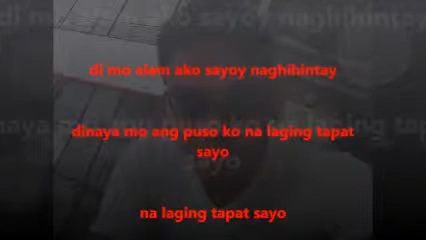 di mo alam ako sayoy naghihintay
dinaya mo ang puso ko na laging tapat
sayo
na laging tapat sayo